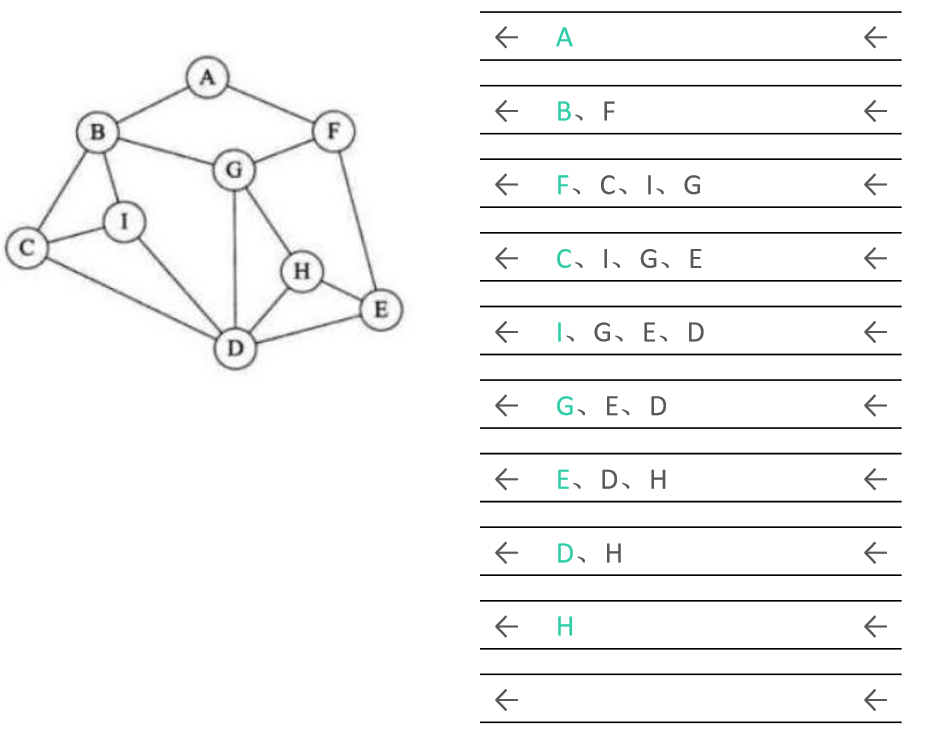 A
B
F
G
I
C
H
E
D
← A ←
← B、F ←
← F、C、I、G ←
← C、I、G、E ←
← I、G、E、D ←
← G、E、D ←
← E、D、H ←
← D、H ←
← H ←
← ←